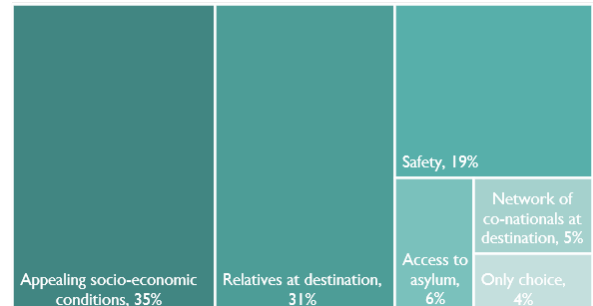 Appealing socio-economic
conditions, 35%
Relatives at destination,
31%
Safety, 19%
Access to
asylum,
6%
Network of
co-nationals at
destination, 5%
Only choice,
4%